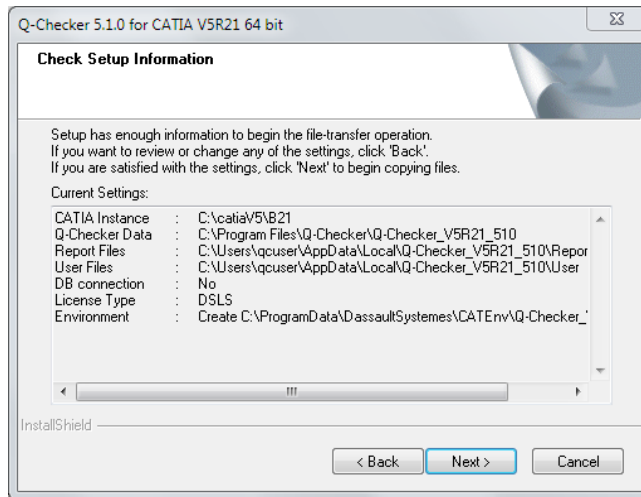 Q-Checker 5.1.0 for CATIA V5R21 64 bit
Check Setup Information
Setup has enough information to begin the file-transfer operation.
If you want to review or change any of the settings, click 'Back'.
If you are satisfied with the settings, click 'Next' to begin copying files.
Current Settings:
CATIA Instance : C:\catiaV5\B21
Q-Checker Data : C:\Program Files\Q-Checker\Q-Checker_V5R21_510
Report Files : C:\Users\qcuser\AppData\Local\Q-Checker_V5R21_510\Repor
User Files : C:\Users\qcuser\AppData\Local\Q-Checker_V5R21_510\User
DB connection : No
License Type : DSLS
Environment : Create C:\ProgramData\DassaultSystemes\CATEnv\Q-Checker_
InstallShield
< Back Next > Cancel